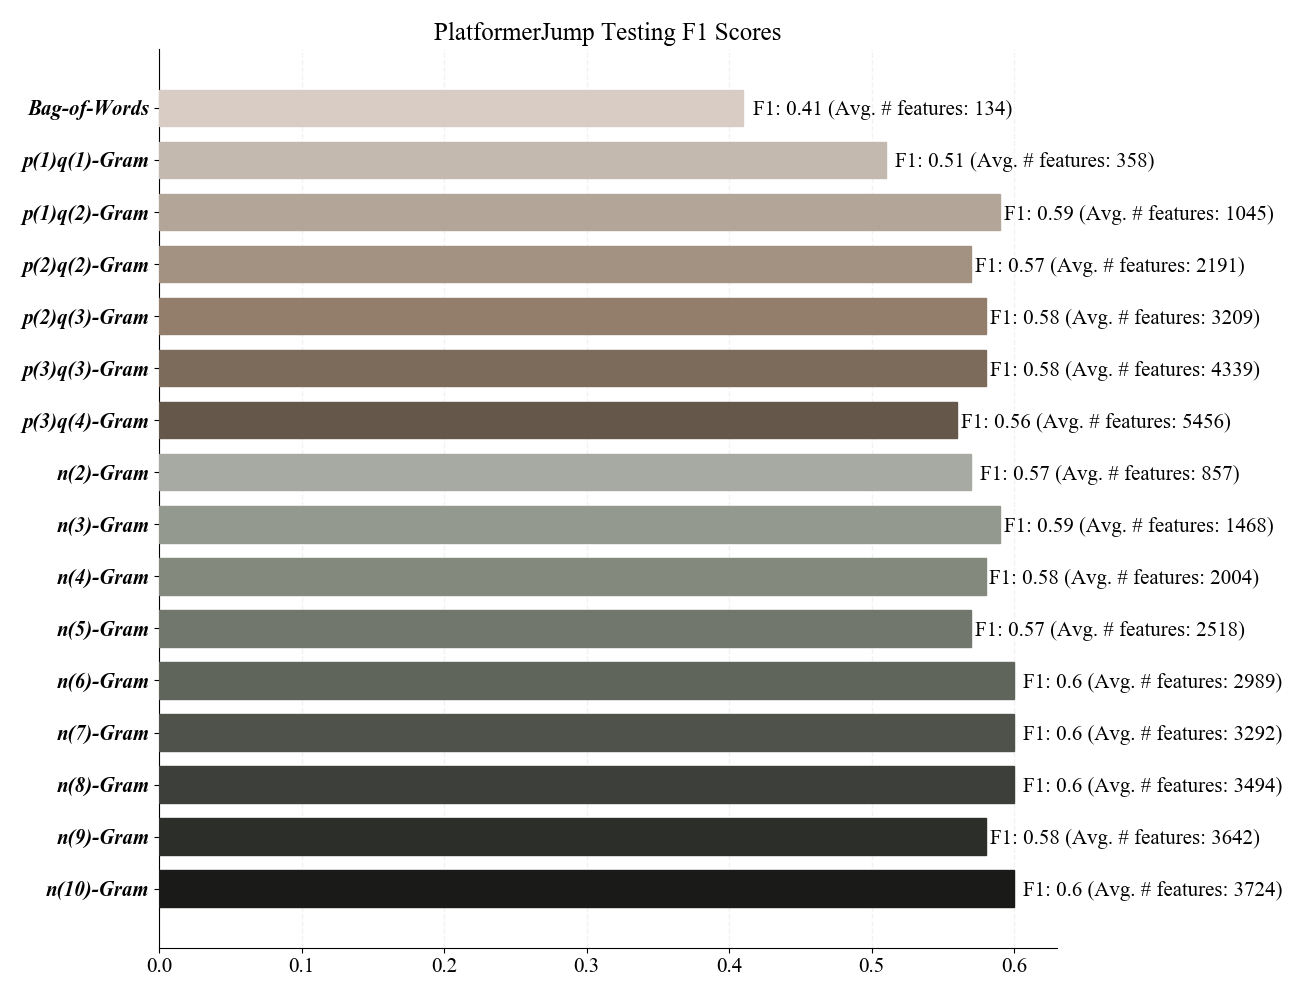 PlatformerJump Testing F1 Scores
Bag-of-Words F1: 0.41 (Avg. # features: 134)
p(1)q(1)-Gram F1: 0.51 (Avg. # features: 358)
p(1)q(2)-Gram F1: 0.59 (Avg. # features: 1045)
p(2)q(2)-Gram F1: 0.57 (Avg. # features: 2191)
p(2)q(3)-Gram F1: 0.58 (Avg. # features: 3209)
p(3)q(3)-Gram F1: 0.58 (Avg. # features: 4339)
p(3)q(4)-Gram F1: 0.56 (Avg. # features: 5456)
n(2)-Gram F1: 0.57 (Avg. # features: 857)
n(3)-Gram F1: 0.59 (Avg. # features: 1468)
n(4)-Gram F1: 0.58 (Avg. # features: 2004)
n(5)-Gram F1: 0.57 (Avg. # features: 2518)
n(6)-Gram F1: 0.6 (Avg. # features: 2989)
n(7)-Gram F1: 0.6 (Avg. # features: 3292)
n(8)-Gram F1: 0.6 (Avg. # features: 3494)
n(9)-Gram F1: 0.58 (Avg. # features: 3642)
n(10)-Gram F1: 0.6 (Avg. # features: 3724)
0.0 0.1 0.2 0.3 0.4 0.5 0.6